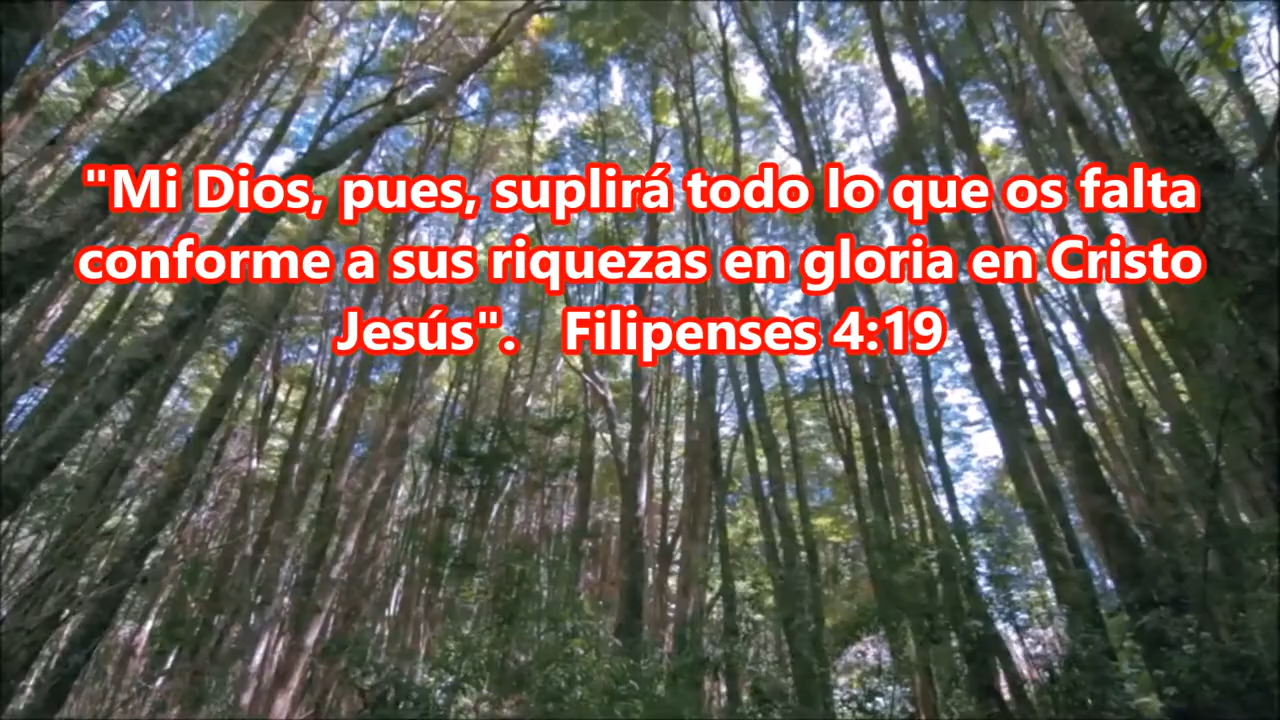 "Mi Dios, pues, suplirá todo lo que os falta
conforme a sus riquezas en gloria en Cristo
Jesús".   Filipenses 4:19